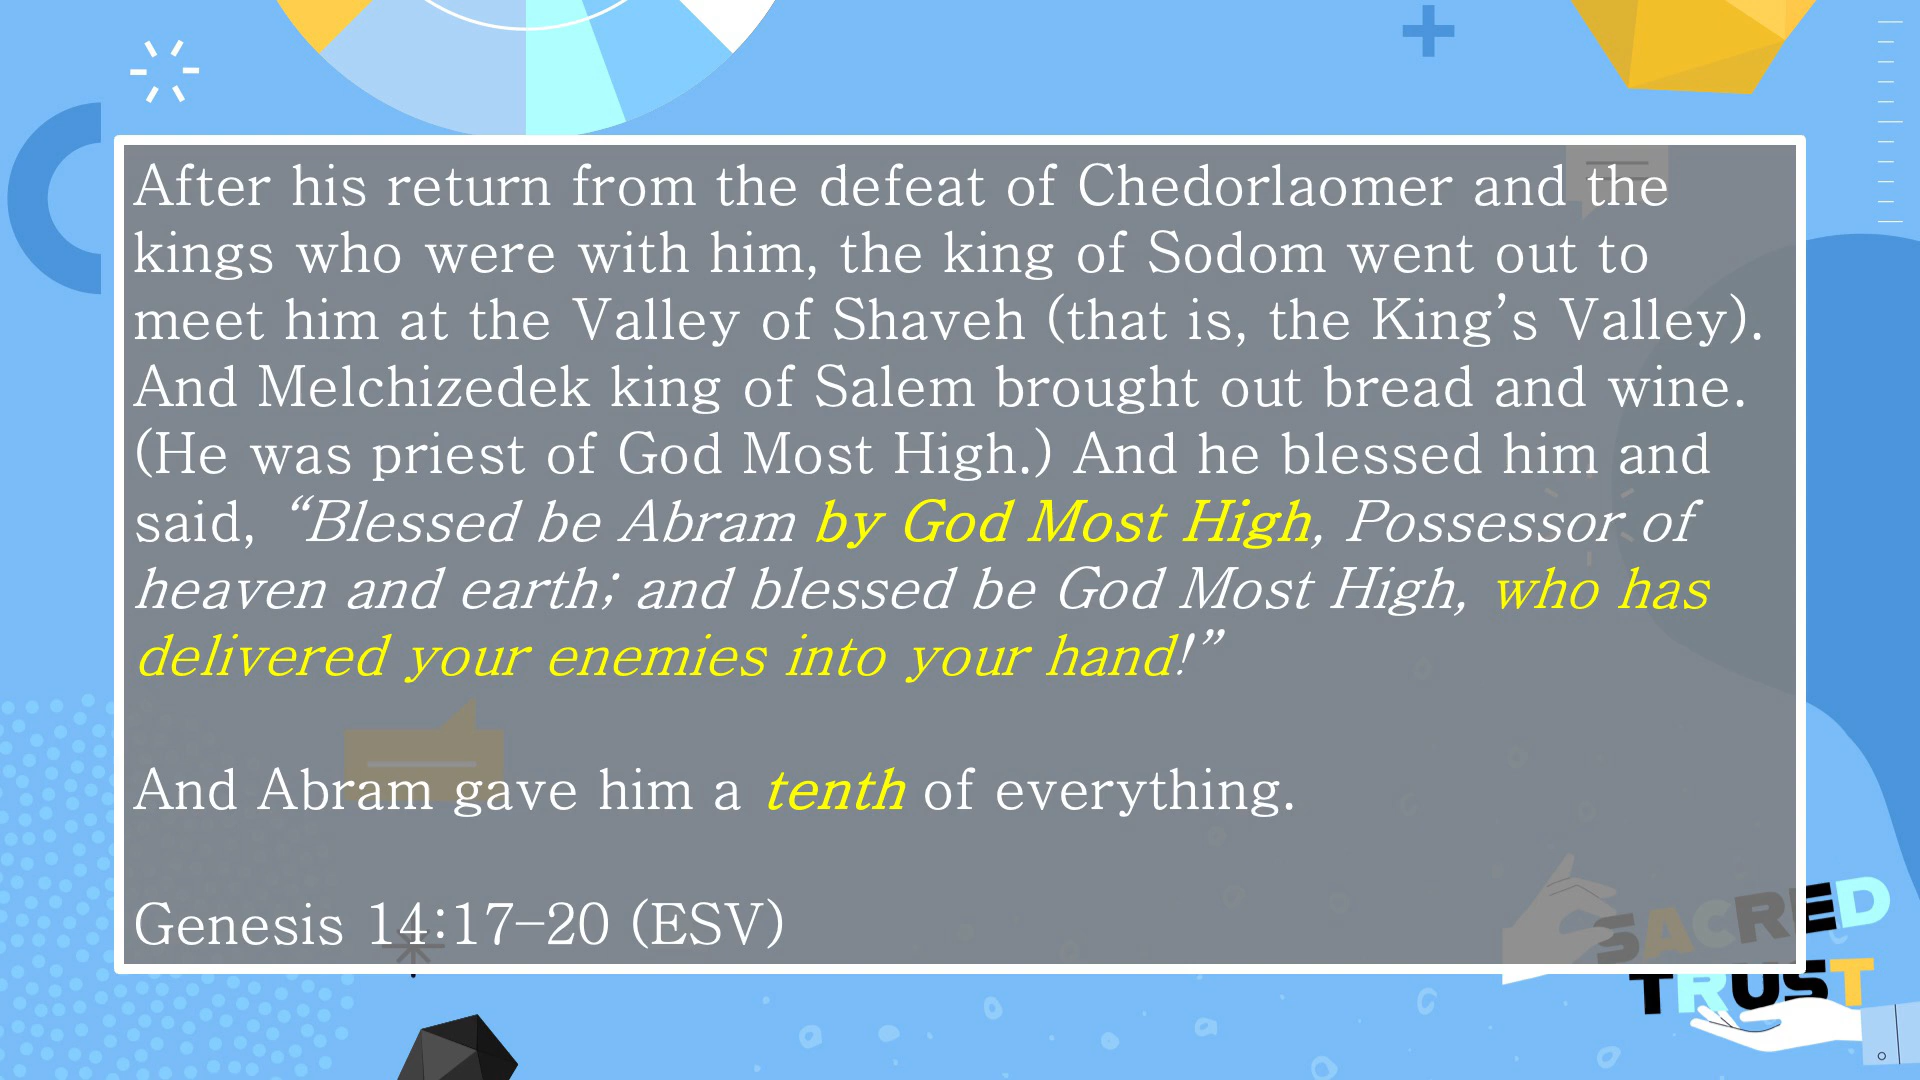 After his return from the defeat of Chedorlaomer and the
kings who were with him, the king of Sodom went out to
meet him at the Valley of Shaveh (that is, the King’s Valley).
And Melchizedek king of Salem brought out bread and wine.
(He was priest of God Most High.) And he blessed him and
said, “Blessed be Abram by God Most High, Possessor of
heaven and earth; and blessed be God Most High, who has
delivered your enemies into your hand!”
And Abram gave him a tenth of everything.
Genesis 14:17–20 (ESV)
SACRED
TRUST